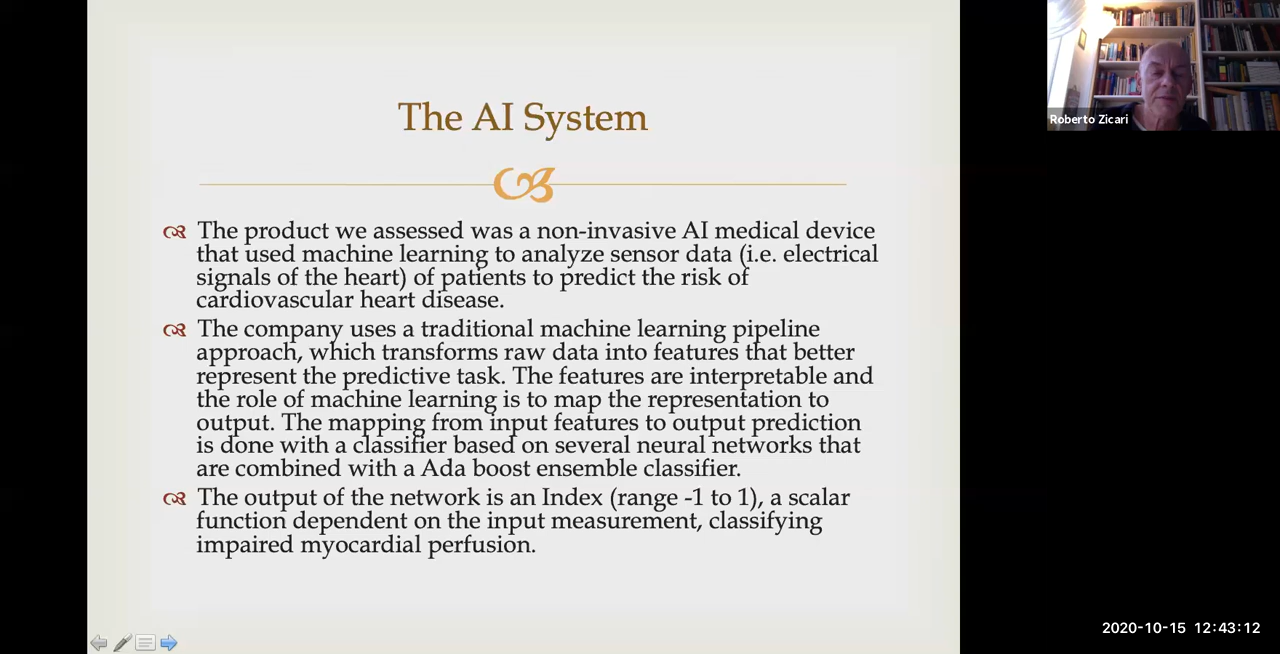 The AI System
The product we assessed was a non-invasive AI medical device
that used machine learning to analyze sensor data (i.e. electrical
signals of the heart) of patients to predict the risk of
cardiovascular heart disease.
The company uses a traditional machine learning pipeline
approach, which transforms raw data into features that better
represent the predictive task. The features are interpretable and
the role of machine learning is to map the representation to
output. The mapping from input features to output prediction
is done with a classifier based on several neural networks that
are combined with a Ada boost ensemble classifier.
The output of the network is an Index (range -1 to 1), a scalar
function dependent on the input measurement, classifying
impaired myocardial perfusion.
Roberto Zicari
2020-10-15 12:43:12